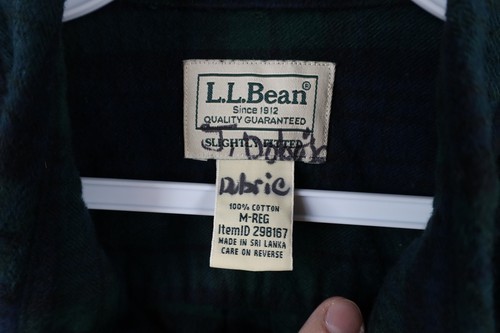 L.L.Bean®
Since 1912
QUALITY GUARANTEED
SLIGHTLY FITTED
J. Dobric
Dubric
100% COTTON
M-REG
ItemID 298167
MADE IN SRI LANKA
CARE ON REVERSE